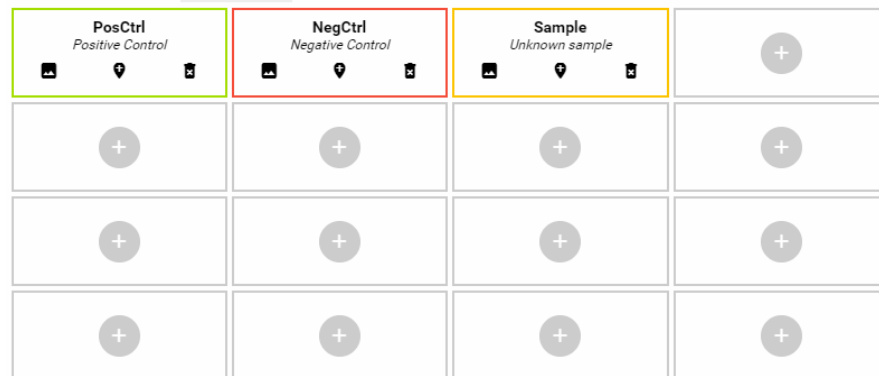 PosCtrl
Positive Control
NegCtrl
Negative Control
Sample
Unknown sample